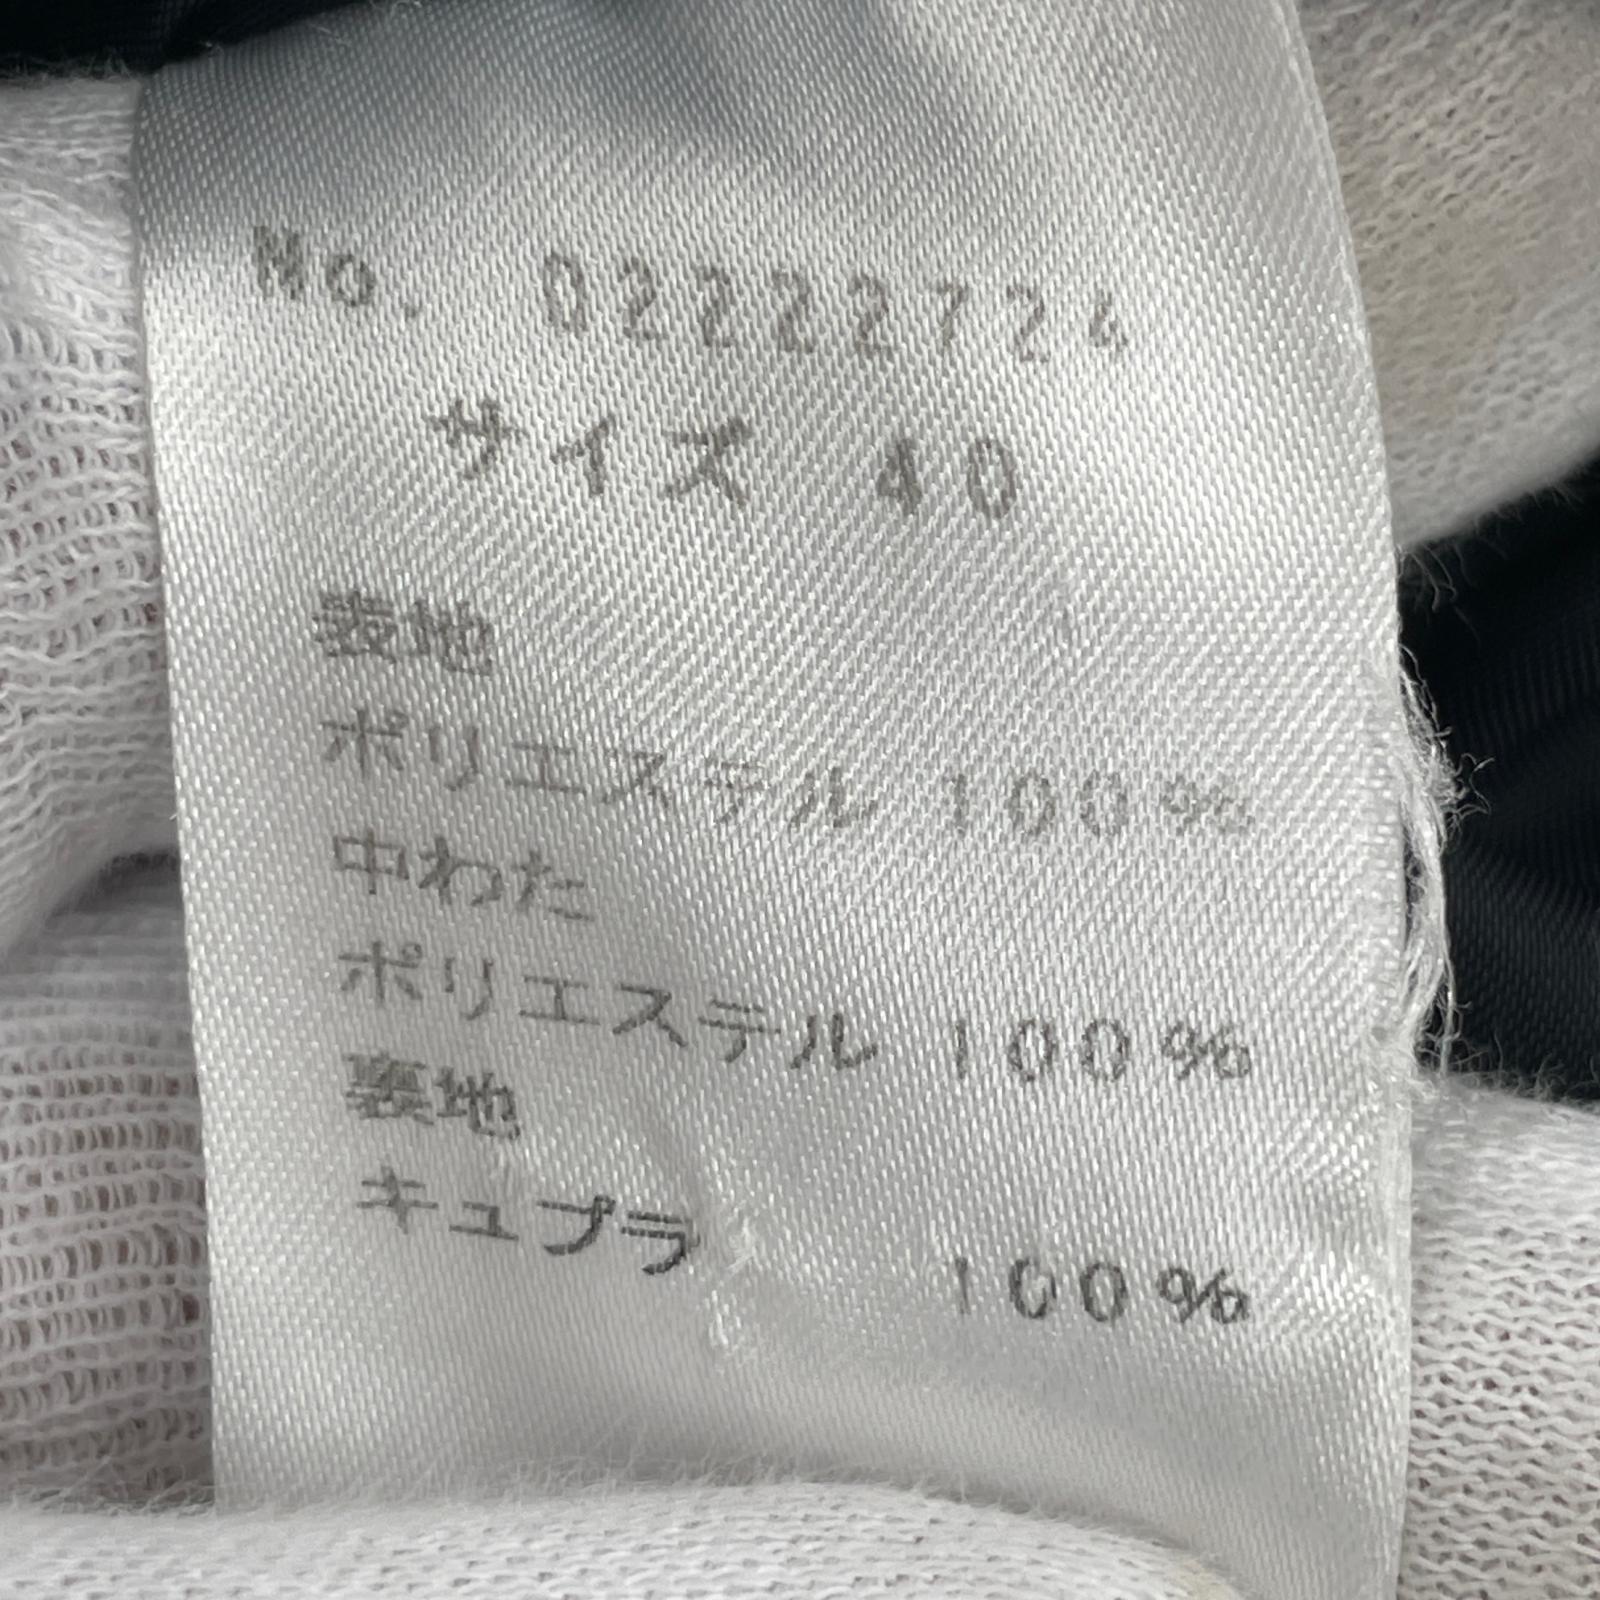 No. 02222724
サイズ 40
表地
ポリエステル 100%
中わた
ポリエステル 100%
裏地
キュプラ 100%